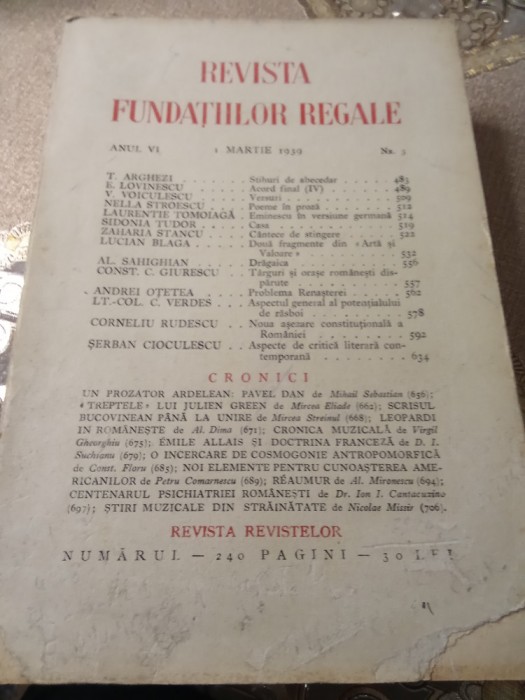 REVISTA
FUNDAȚIILOR REGALE
ANUL VI 1 MARTIE 1939 Nr. 3
T. ARGHEZI . . . . . . Stihuri de abecedar . . . . . 483
E. LOVINESCU . . . . . . Acord final (IV) . . . . . . 489
V. VOICULESCU . . . . . Versuri . . . . . . . 509
NELLA STROESCU . . . . Poeme în proză . . . . . . 512
LAURENTIE TOMOIAGĂ . Eminescu în versiune germană 514
SIDONIA TUDOR . . . . . Casa . . . . . . . . 519
ZAHARIA STANCU . . . . Cântece de stingere . . . . . 522
LUCIAN BLAGA . . . . . Două fragmente din «Artă și
Valoare» . . . . . . . 532
AL. SAHIGHIAN . . . . . Drăgaica . . . . . . . 556
CONST. C. GIURESCU . . Târguri și orașe românești dis-
părute . . . . . . . 557
ANDREI OȚETEA . . . . . Problema Renașterei . . . . . 562
LT.-COL. C. VERDES . . . Aspectul general al potențialului
de răsboi . . . . . . . 578
CORNELIU RUDESCU . . Noua așezare constituțională a
României . . . . . . . 592
ȘERBAN CIOCULESCU . . Aspecte de critică literară con-
temporană . . . . . . . 634
CRONICI
UN PROZATOR ARDELEAN: PAVEL DAN de Mihail Sebastian (656);
«TREPTELE» LUI JULIEN GREEN de Mircea Eliade (662); SCRISUL
BUCOVINEAN PÂNĂ LA UNIRE de Mircea Streinul (668); LEOPARDI
IN ROMÂNEȘTE de Al. Dima (671); CRONICA MUZICALĂ de Virgil
Gheorghiu (675); ÉMILE ALLAIS ȘI DOCTRINA FRANCEZĂ de D. I.
Suchianu (679); O INCERCARE DE COSMOGONIE ANTROPOMORFICĂ
de Const. Floru (685); NOI ELEMENTE PENTRU CUNOAȘTEREA AME-
RICANILOR de Petru Comarnescu (689); RÉAUMUR de Al. Mironescu (694);
CENTENARUL PSICHIATRIEI ROMÂNEȘTI de Dr. Ion I. Cantacuzino
(697); ȘTIRI MUZICALE DIN STRĂINĂTATE de Nicolae Missir (706).
REVISTA REVISTELOR
NUMĂRUL — 240 PAGINI — 30 LEI